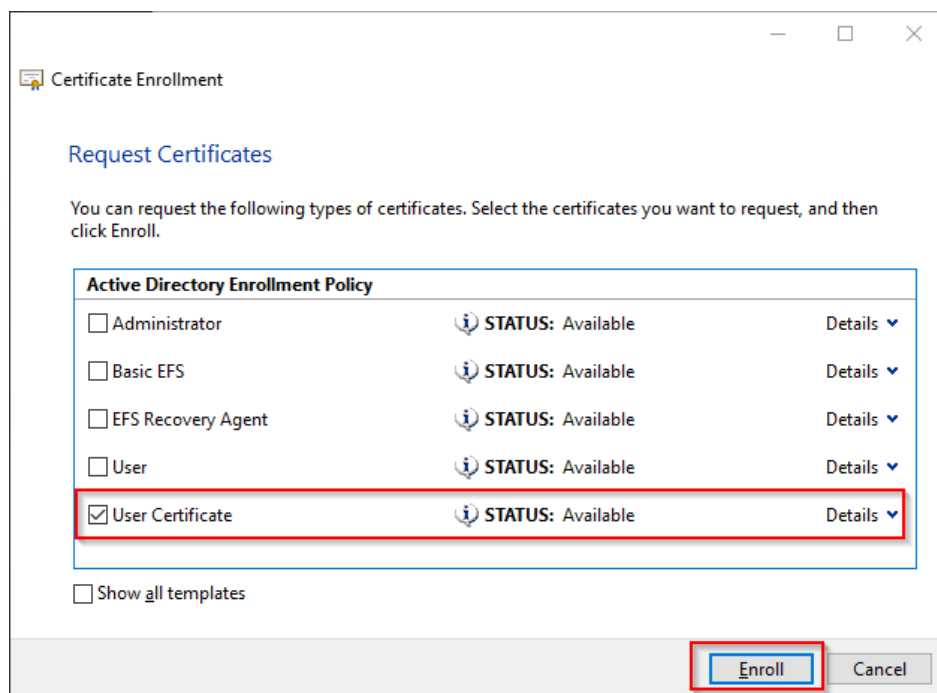 Certificate Enrollment
Request Certificates
You can request the following types of certificates. Select the certificates you want to request, and then
click Enroll.
Active Directory Enrollment Policy
Administrator STATUS: Available Details
Basic EFS STATUS: Available Details
EFS Recovery Agent STATUS: Available Details
User STATUS: Available Details
User Certificate STATUS: Available Details
Show all templates
Enroll Cancel